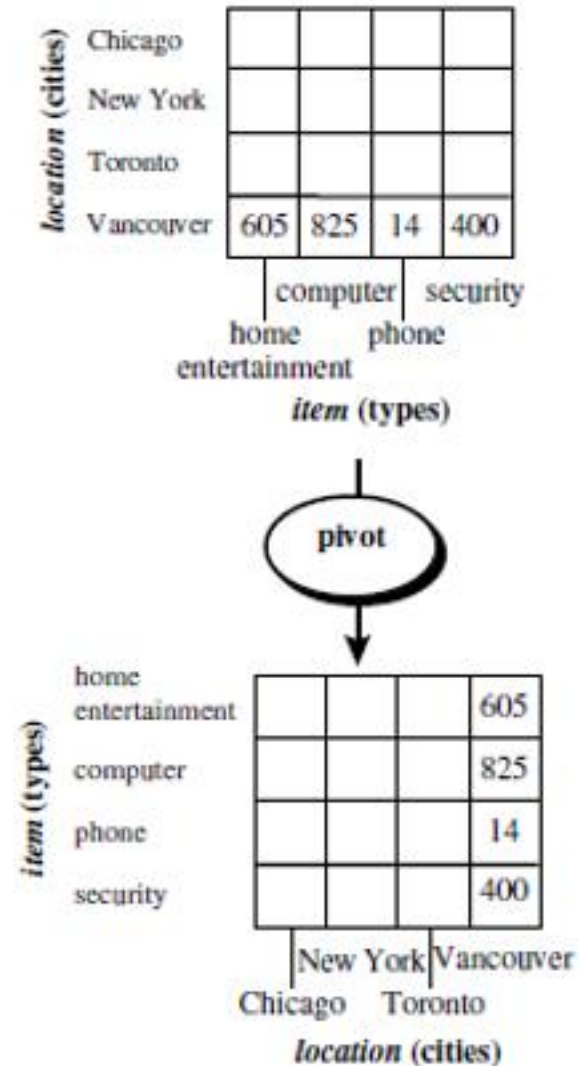 location (cities)
Chicago
New York
Toronto
Vancouver 605 825 14 400
computer security
home phone
entertainment
item (types)
pivot
item (types)
home
entertainment 605
computer 825
phone 14
security 400
New York Vancouver
Chicago Toronto
location (cities)